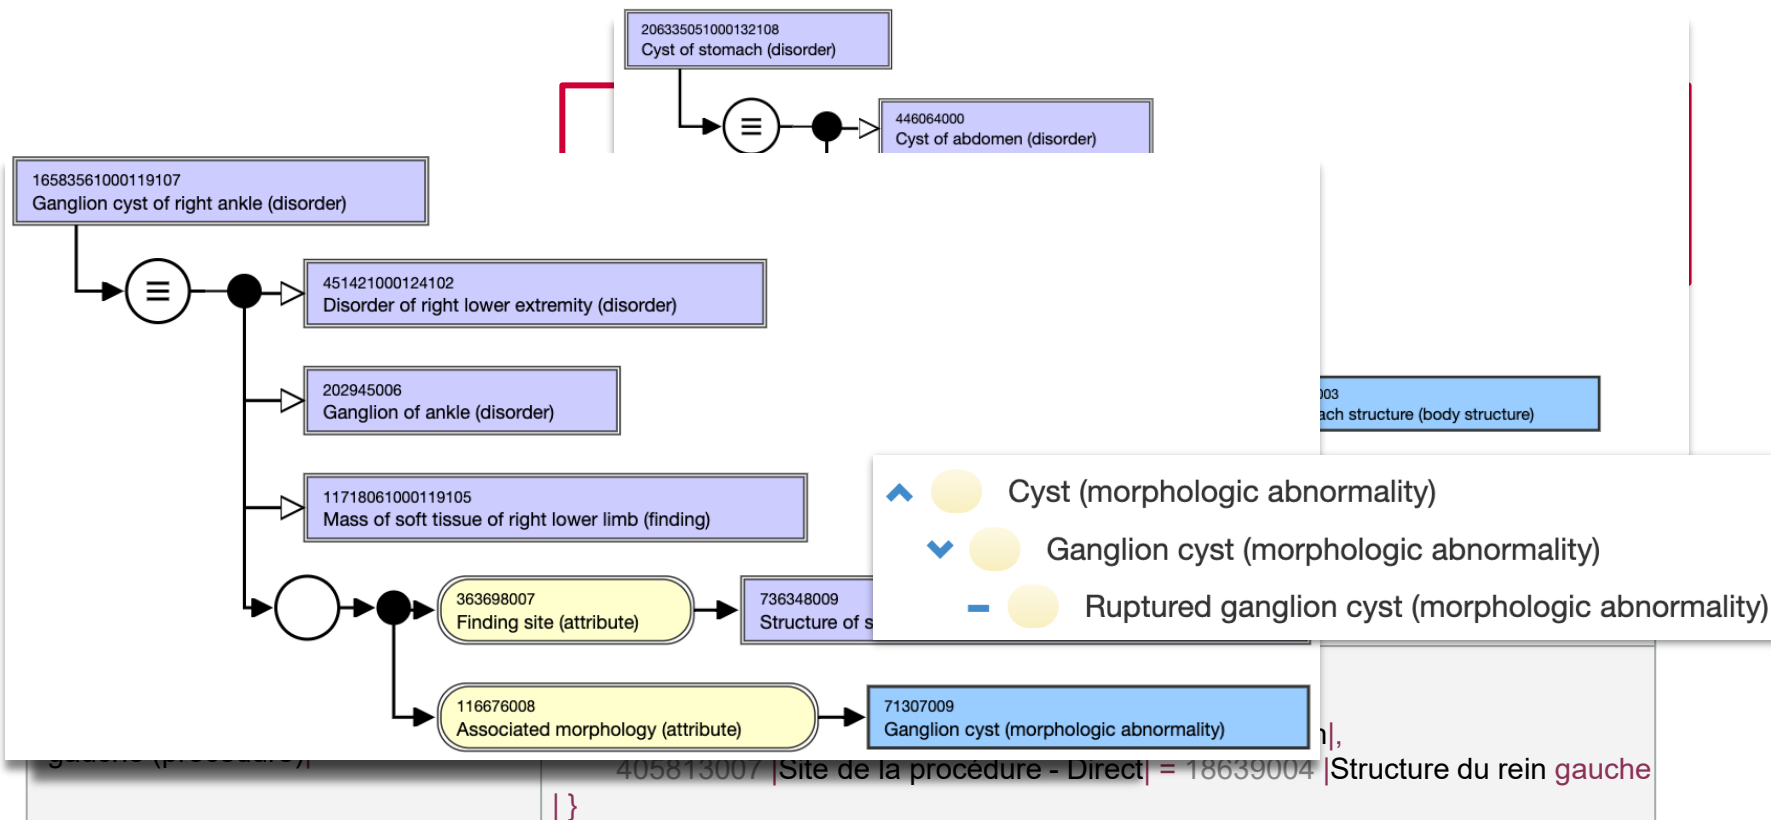 206335051000132108
Cyst of stomach (disorder)
446064000
Cyst of abdomen (disorder)
16583561000119107
Ganglion cyst of right ankle (disorder)
451421000124102
Disorder of right lower extremity (disorder)
202945006
Ganglion of ankle (disorder)
003
ach structure (body structure)
11718061000119105
Mass of soft tissue of right lower limb (finding)
Cyst (morphologic abnormality)
Ganglion cyst (morphologic abnormality)
Ruptured ganglion cyst (morphologic abnormality)
363698007
Finding site (attribute)
736348009
Structure of s
116676008
Associated morphology (attribute)
71307009
Ganglion cyst (morphologic abnormality)
|,
gauche (procédure)|
405813007 |Site de la procédure - Direct| = 18639004 |Structure du rein gauche
| }